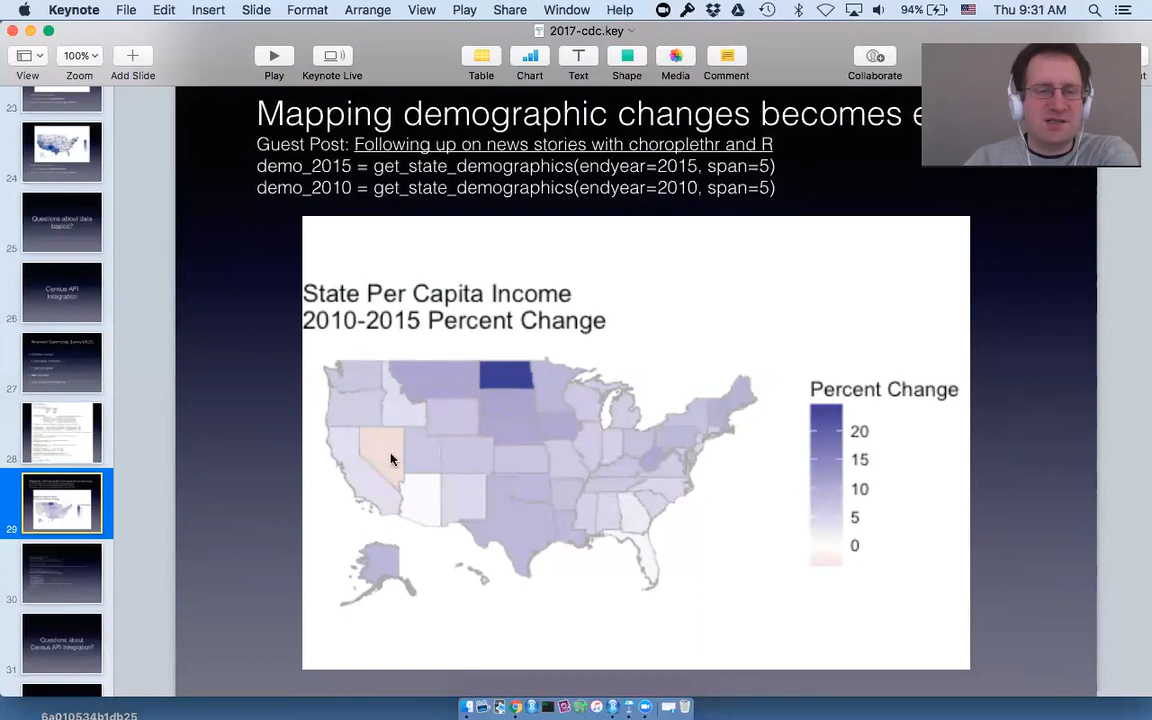 Keynote File Edit Insert Slide Format Arrange View Play Share Window Help 94% Thu 9:31 AM
2017-cdc.key
100%
View Zoom Add Slide Play Keynote Live Table Chart Text Shape Media Comment Collaborate
23
24
Questions about data
basics?
25
Census API
Integration
26
27
28
29
30
Questions about
Census API Integration?
31
Mapping demographic changes becomes e
Guest Post: Following up on news stories with choroplethr and R
demo_2015 = get_state_demographics(endyear=2015, span=5)
demo_2010 = get_state_demographics(endyear=2010, span=5)
State Per Capita Income
2010-2015 Percent Change
Percent Change
20
15
10
5
0
6a010534b1db25